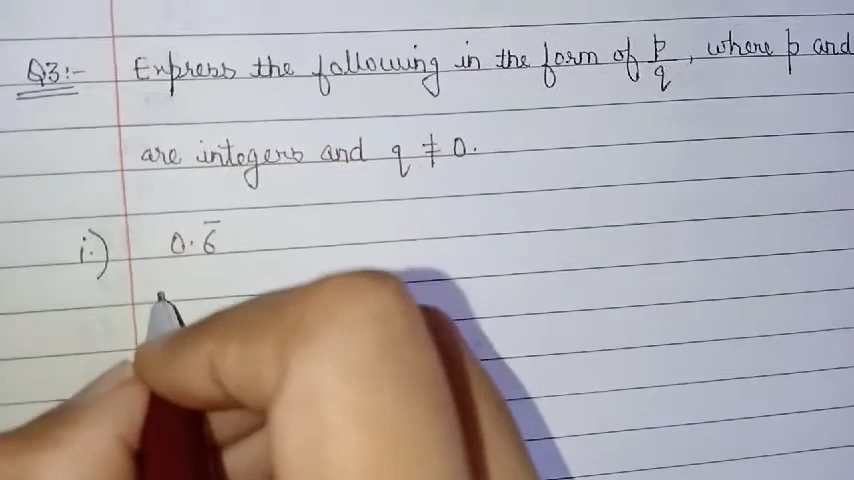 Q3:- Express the following in the form of p/q, where p and
are integers and q ≠ 0.
i.) 0.6̅